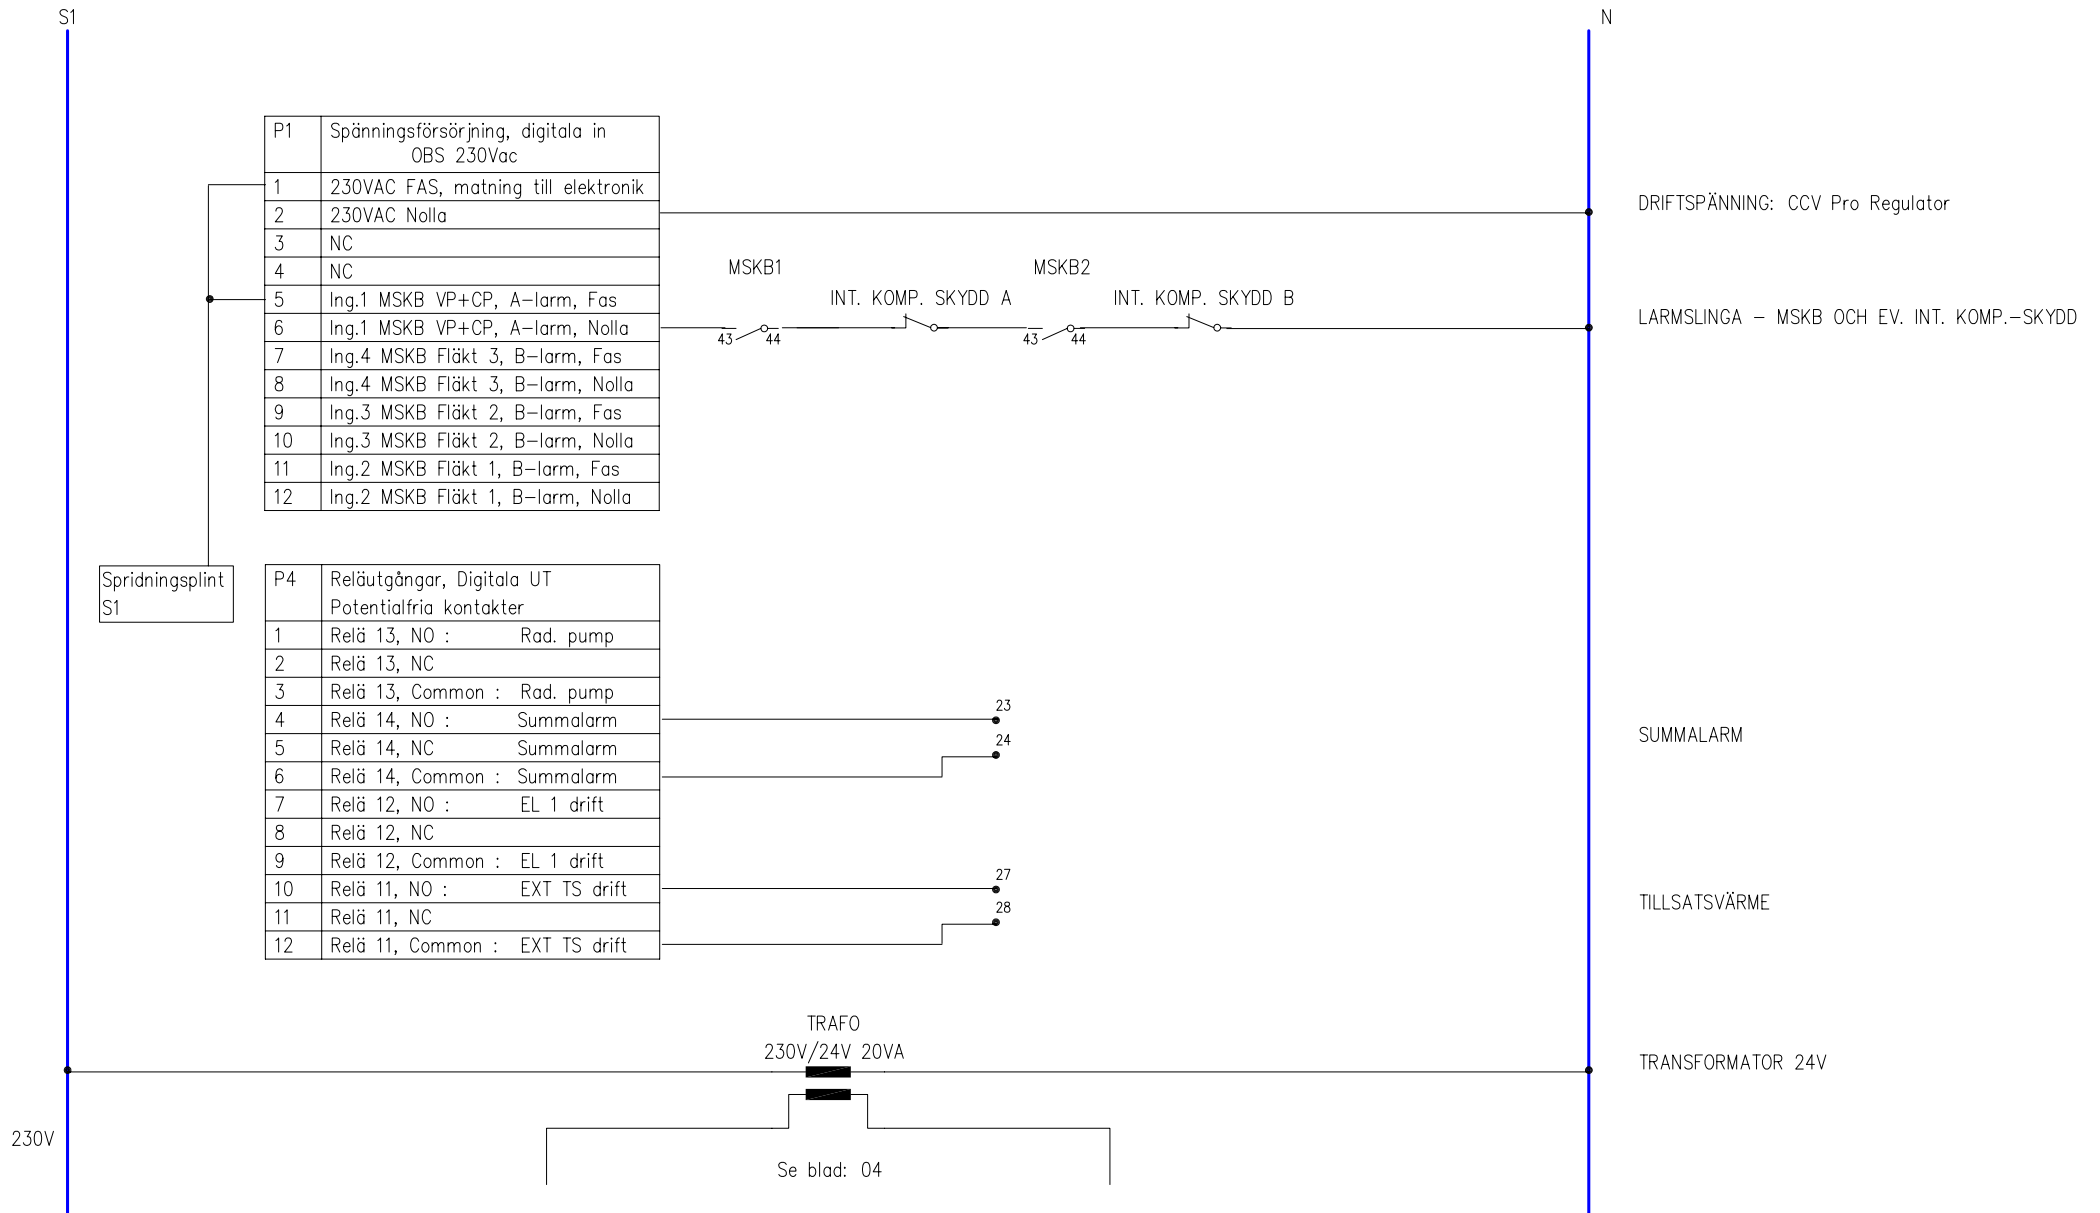 S1
N
P1 Spänningsförsörjning, digitala in
OBS 230Vac
1 230VAC FAS, matning till elektronik
2 230VAC Nolla
3 NC
4 NC
5 Ing.1 MSKB VP+CP, A-larm, Fas
6 Ing.1 MSKB VP+CP, A-larm, Nolla
7 Ing.4 MSKB Fläkt 3, B-larm, Fas
8 Ing.4 MSKB Fläkt 3, B-larm, Nolla
9 Ing.3 MSKB Fläkt 2, B-larm, Fas
10 Ing.3 MSKB Fläkt 2, B-larm, Nolla
11 Ing.2 MSKB Fläkt 1, B-larm, Fas
12 Ing.2 MSKB Fläkt 1, B-larm, Nolla
DRIFTSPÄNNING: CCV Pro Regulator
MSKB1
43 44
INT. KOMP. SKYDD A
MSKB2
43 44
INT. KOMP. SKYDD B
LARMSLINGA - MSKB OCH EV. INT. KOMP.-SKYDD
Spridningsplint
S1
P4 Reläutgångar, Digitala UT
Potentialfria kontakter
1 Relä 13, NO : Rad. pump
2 Relä 13, NC
3 Relä 13, Common : Rad. pump
4 Relä 14, NO : Summalarm
5 Relä 14, NC Summalarm
6 Relä 14, Common : Summalarm
7 Relä 12, NO : EL 1 drift
8 Relä 12, NC
9 Relä 12, Common : EL 1 drift
10 Relä 11, NO : EXT TS drift
11 Relä 11, NC
12 Relä 11, Common : EXT TS drift
23
24
SUMMALARM
27
28
TILLSATSVÄRME
TRAFO
230V/24V 20VA
TRANSFORMATOR 24V
230V
Se blad: 04